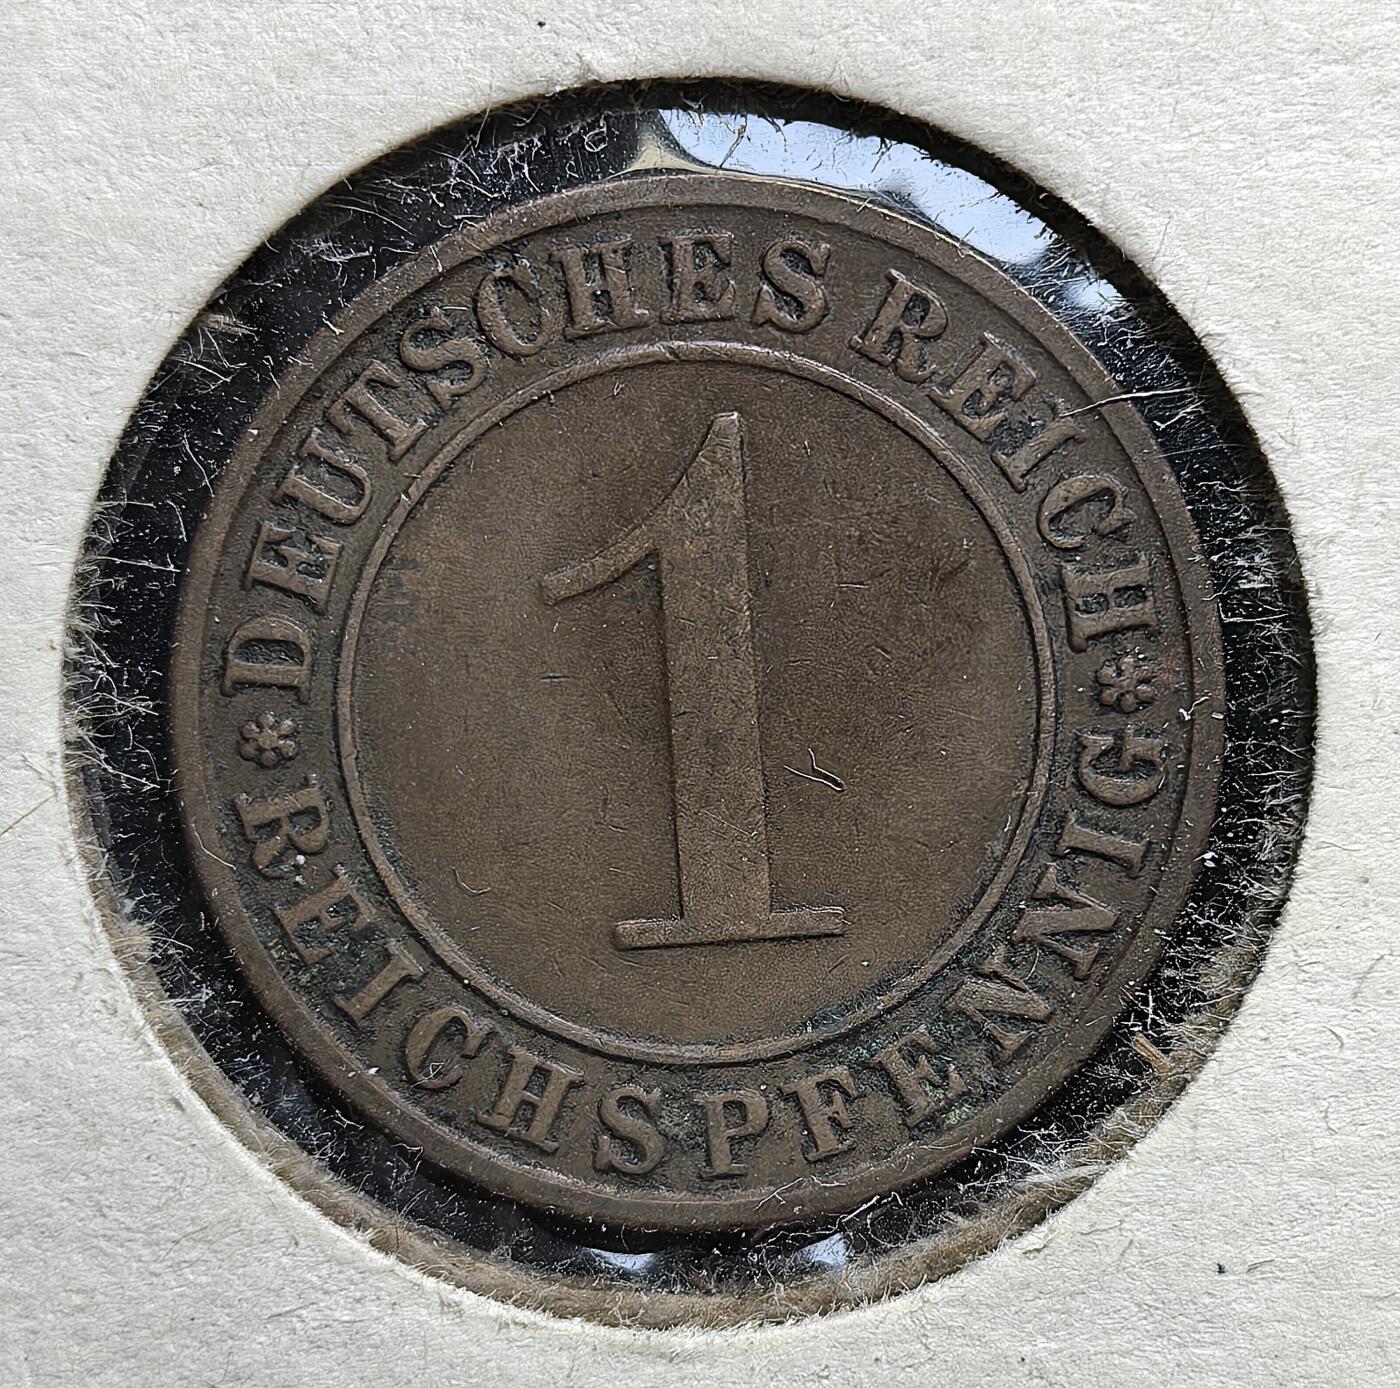 DEUTSCHES REICH
1
REICHSPFENNIG